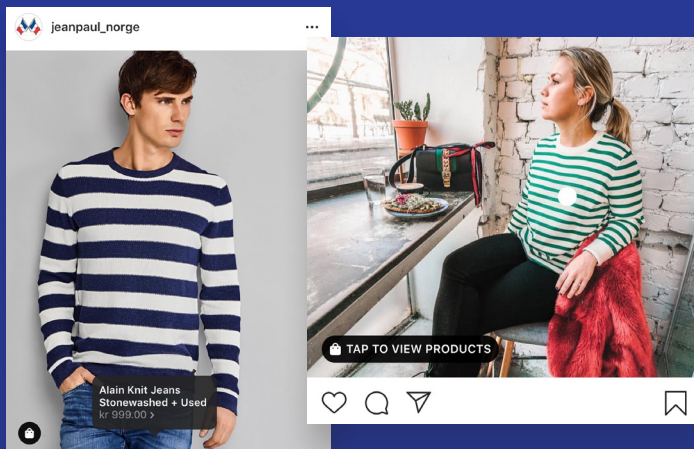 jeanpaul_norge
Alain Knit Jeans
Stonewashed + Used
kr 999.00 >
TAP TO VIEW PRODUCTS